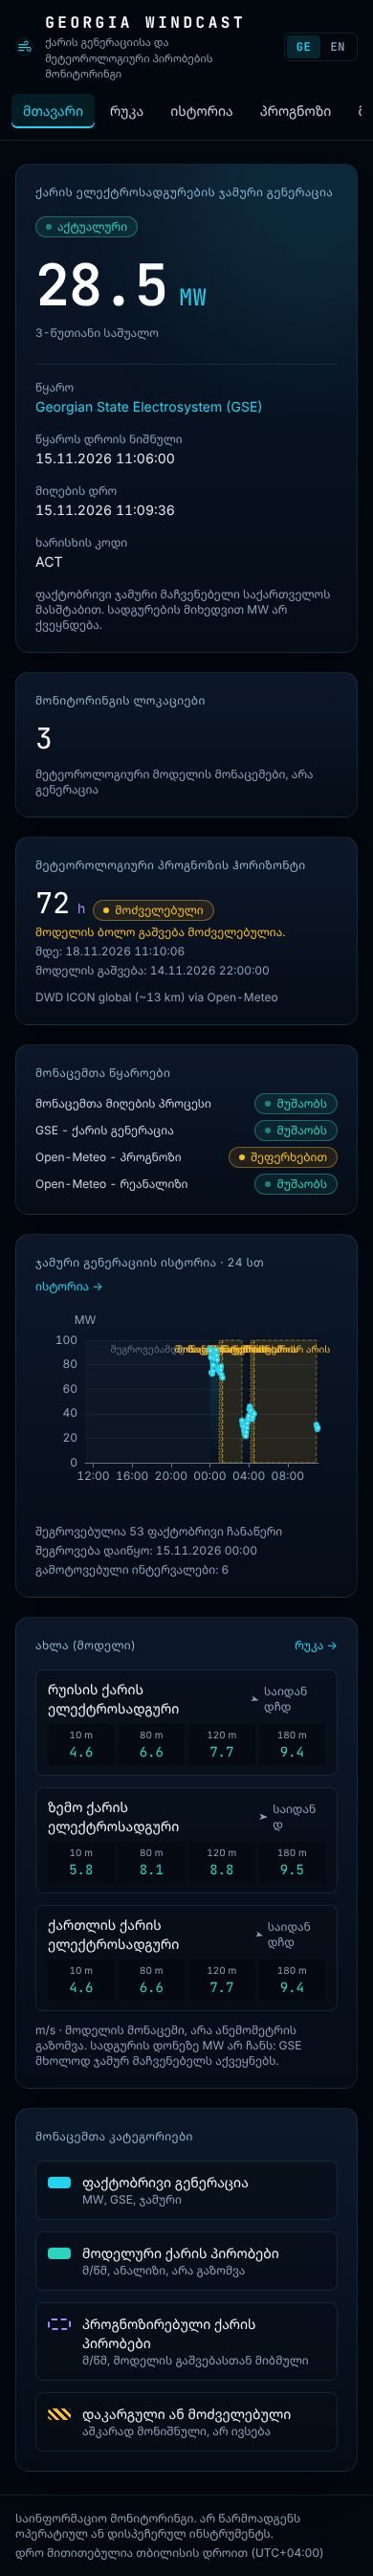 GEORGIA WINDCAST
ქარის გენერაციისა და
მეტეოროლოგიური პირობების
მონიტორინგი
GE EN
მთავარი რუკა ისტორია პროგნოზი
ქარის ელექტროსადგურების ჯამური გენერაცია
აქტუალური
28.5 MW
3-წუთიანი საშუალო
წყარო
Georgian State Electrosystem (GSE)
წყაროს დროის ნიშნული
15.11.2026 11:06:00
მიღების დრო
15.11.2026 11:09:36
ხარისხის კოდი
ACT
ფაქტობრივი ჯამური მაჩვენებელი საქართველოს
მასშტაბით. სადგურების მიხედვით MW არ
ქვეყნდება.
მონიტორინგის ლოკაციები
3
მეტეოროლოგიური მოდელის მონაცემები, არა
გენერაცია
მეტეოროლოგიური პროგნოზის ჰორიზონტი
72 h მოძველებული
მოდელის ბოლო გაშვება მოძველებულია.
მდე: 18.11.2026 11:10:06
მოდელის გაშვება: 14.11.2026 22:00:00
DWD ICON global (~13 km) via Open-Meteo
მონაცემთა წყაროები
მონაცემთა მიღების პროცესი მუშაობს
GSE - ქარის გენერაცია მუშაობს
Open-Meteo - პროგნოზი შეფერხებით
Open-Meteo - რეანალიზი მუშაობს
ჯამური გენერაციის ისტორია · 24 სთ
ისტორია →
MW
100
80
60
40
20
0
12:00 16:00 20:00 00:00 04:00 08:00
შეგროვებულია 53 ფაქტობრივი ჩანაწერი
შეგროვება დაიწყო: 15.11.2026 00:00
გამოტოვებული ინტერვალები: 6
ახლა (მოდელი) რუკა →
რუისის ქარის
ელექტროსადგური
➤ საიდან
დჩდ
10 m 80 m 120 m 180 m
4.6 6.6 7.7 9.4
ზემო ქარის
ელექტროსადგური
➤ საიდან
დ
10 m 80 m 120 m 180 m
5.8 8.1 8.8 9.5
ქართლის ქარის
ელექტროსადგური
➤ საიდან
დჩდ
10 m 80 m 120 m 180 m
4.6 6.6 7.7 9.4
m/s · მოდელის მონაცემი, არა ანემომეტრის
გაზომვა. სადგურის დონეზე MW არ ჩანს: GSE
მხოლოდ ჯამურ მაჩვენებელს აქვეყნებს.
მონაცემთა კატეგორიები
ფაქტობრივი გენერაცია
MW, GSE, ჯამური
მოდელური ქარის პირობები
მ/წმ, ანალიზი, არა გაზომვა
პროგნოზირებული ქარის
პირობები
მ/წმ, მოდელის გაშვებასთან მიბმული
დაკარგული ან მოძველებული
აშკარად მონიშნული, არ ივსება
საინფორმაციო მონიტორინგი. არ წარმოადგენს
ოპერატიულ ან დისპეჩერულ ინსტრუმენტს.
დრო მითითებულია თბილისის დროით (UTC+04:00)